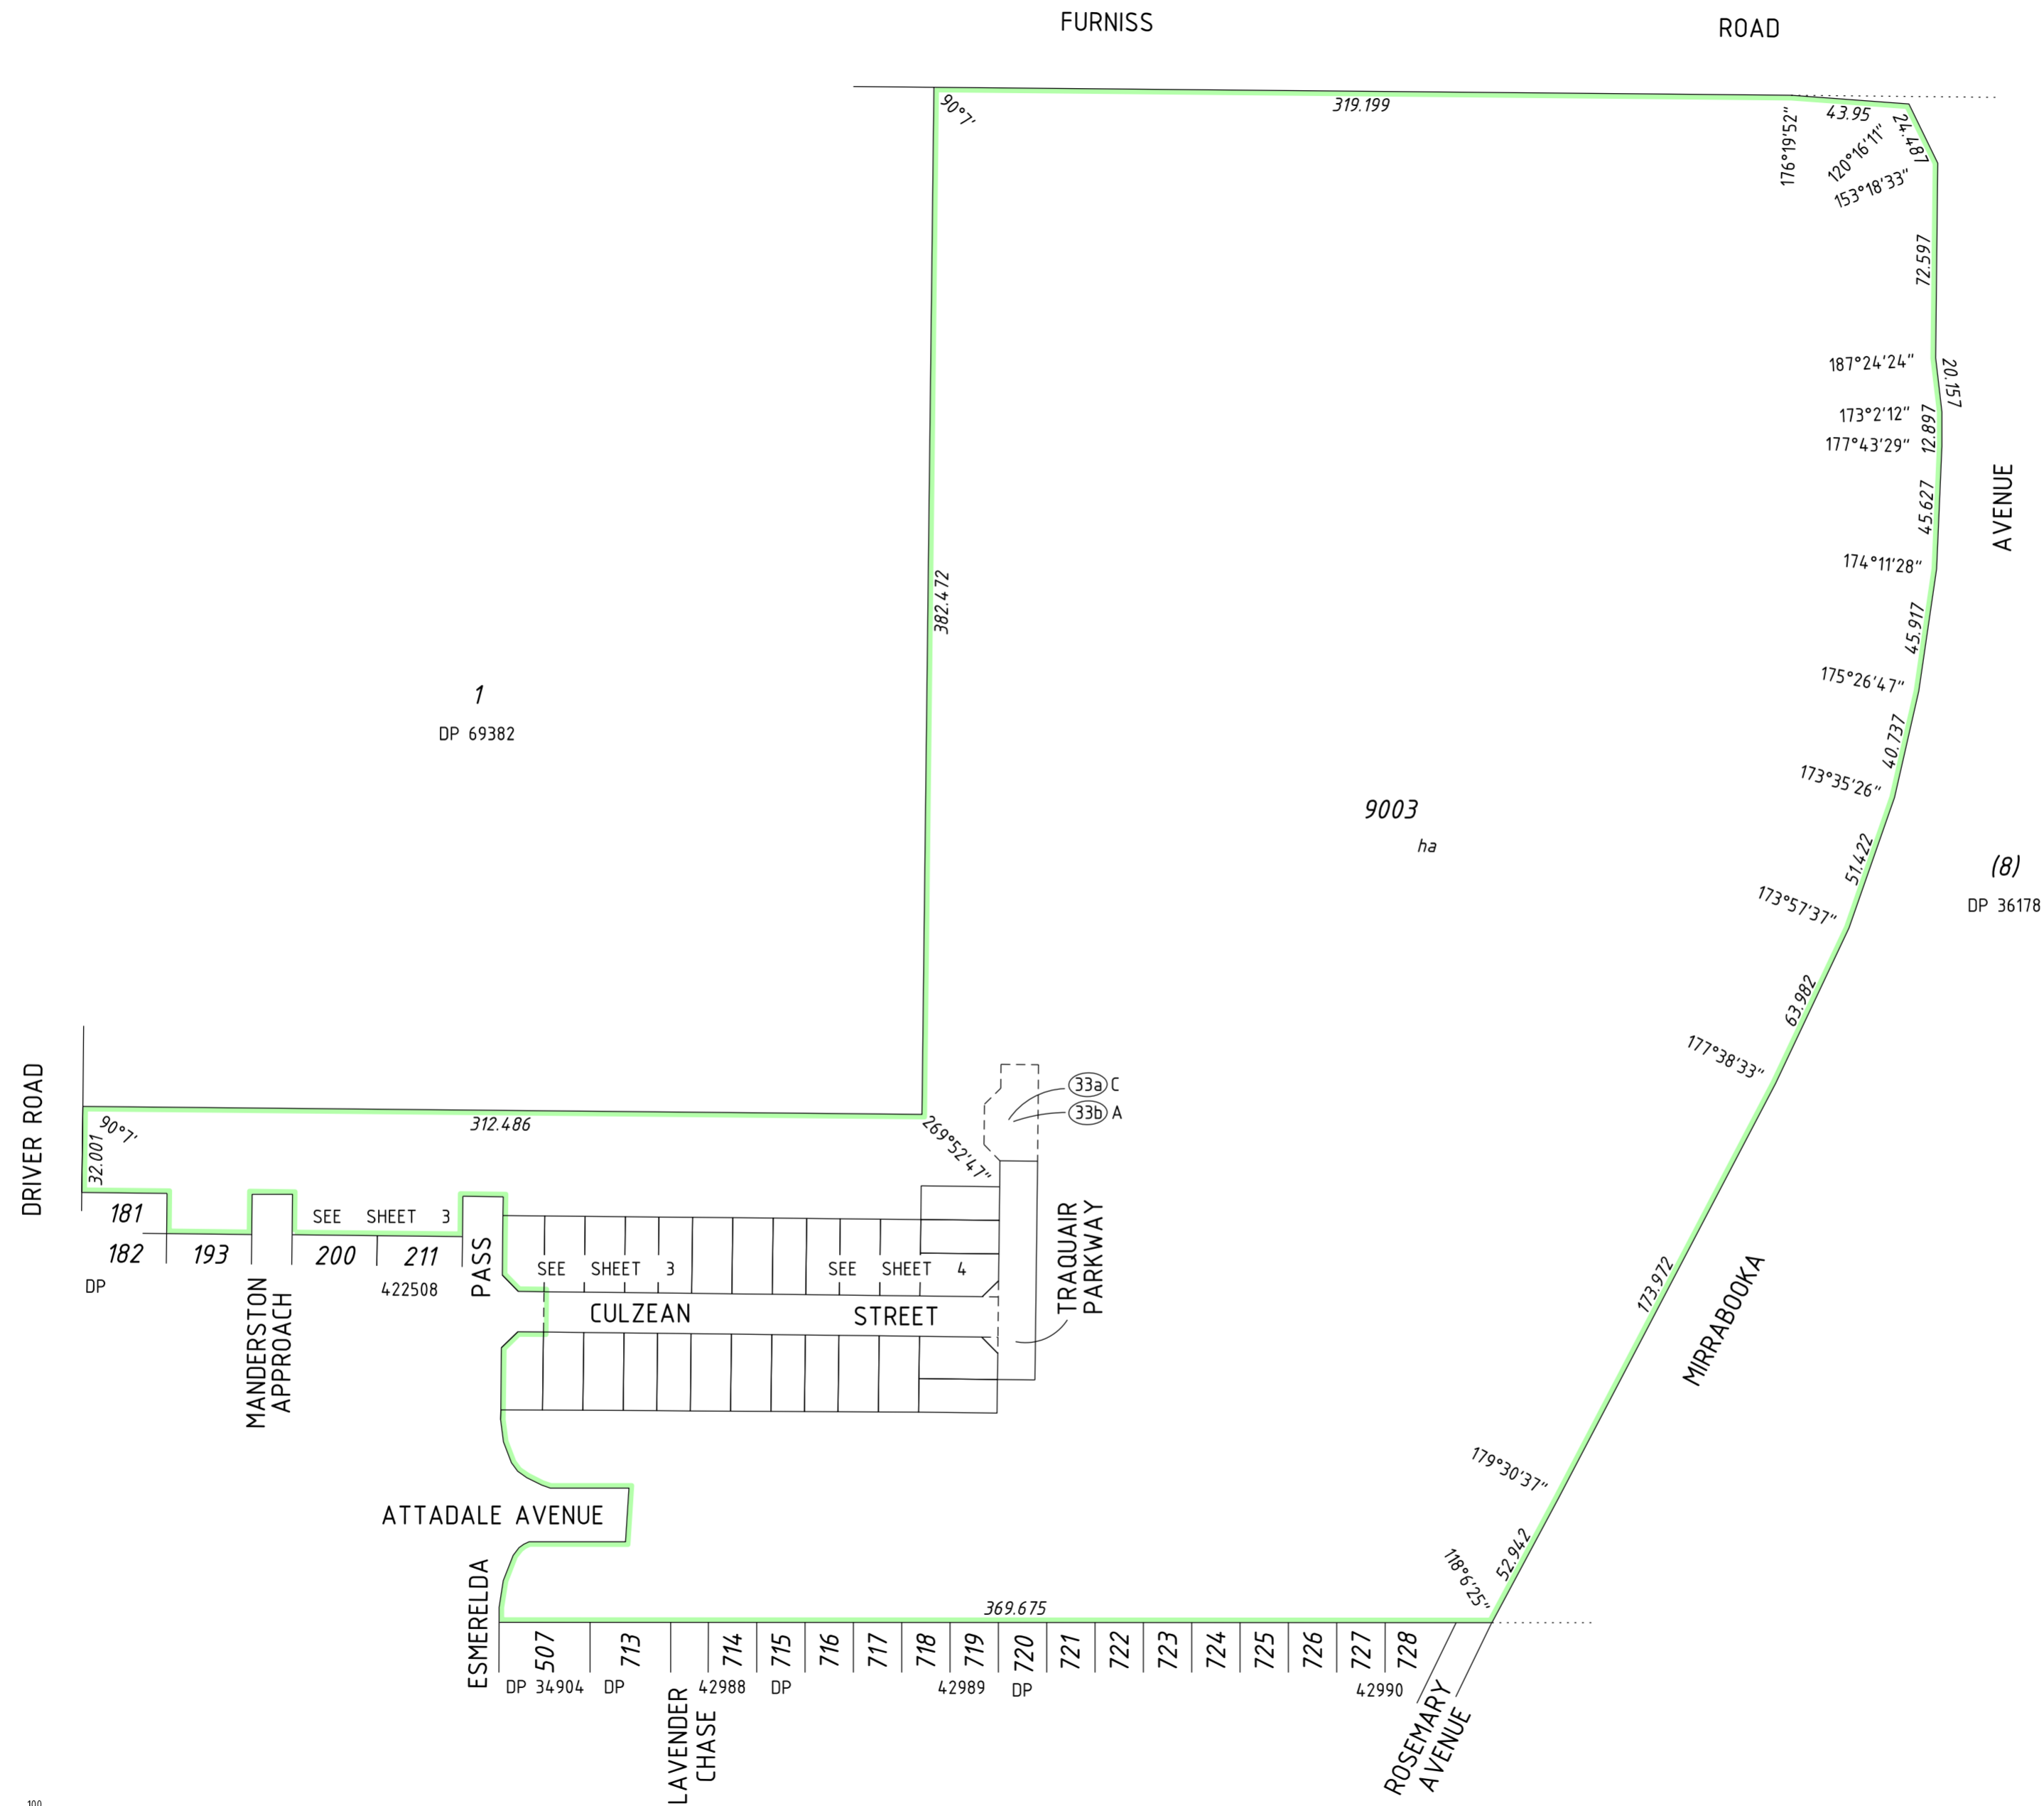 FURNISS ROAD
90°7'
319.199
43.95
176°19'52"
120°16'11"
24.487
153°18'33"
72.597
187°24'24"
20.157
173°2'12"
12.897
177°43'29"
45.627
AVENUE
174°11'28"
382.472
45.917
1
DP 69382
175°26'47"
40.737
173°35'26"
9003
ha
51.422
(8)
DP 36178
173°57'37"
63.982
177°38'33"
DRIVER ROAD
90°7'
32.001
312.486
269°52'47"
33a C
33b A
181
182
193
SEE SHEET 3
200
211
DP
422508
PASS
MANDERSTON
APPROACH
SEE SHEET 3
SEE SHEET 4
CULZEAN STREET
TRAQUAIR
PARKWAY
173.972
MIRRABOOKA
179°30'37"
52.942
118°6'25"
ATTADALE AVENUE
ESMERELDA
369.675
507
713
714
715
716
717
718
719
720
721
722
723
724
725
726
727
728
DP 34904
DP 42988
DP 42989
DP 42990
LAVENDER
CHASE
ROSEMARY
AVENUE
100